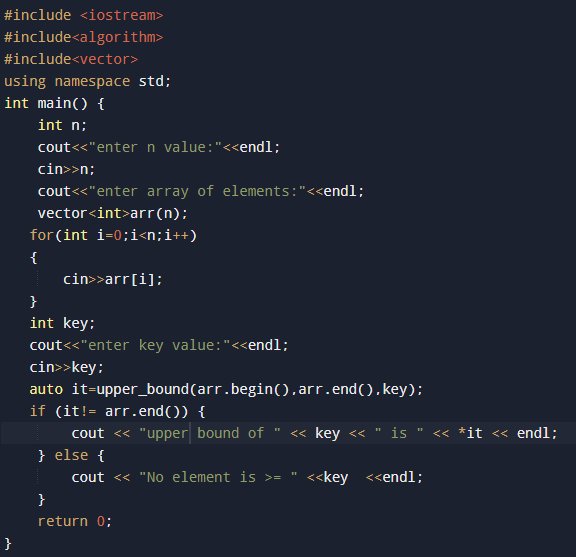 #include <iostream>
#include<algorithm>
#include<vector>
using namespace std;
int main() {
    int n;
    cout<<"enter n value:"<<endl;
    cin>>n;
    cout<<"enter array of elements:"<<endl;
    vector<int>arr(n);
   for(int i=0;i<n;i++)
   {
       cin>>arr[i];
   }
   int key;
   cout<<"enter key value:"<<endl;
   cin>>key;
   auto it=upper_bound(arr.begin(),arr.end(),key);
   if (it!= arr.end()) {
        cout << "upper bound of " << key << " is " << *it << endl;
    } else {
        cout << "No element is >= " <<key  <<endl;
    }
    return 0;
}